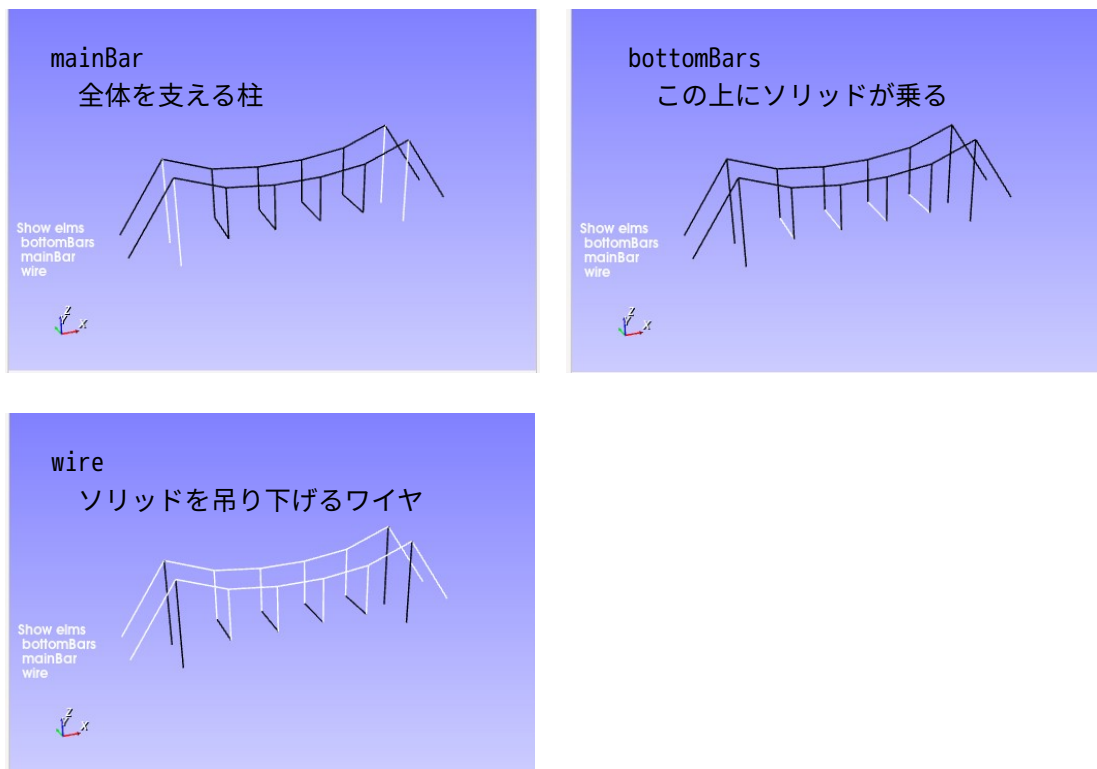 mainBar
全体を支える柱
Show elms
bottomBars
mainBar
wire
Z
Y
X
bottomBars
この上にソリッドが乗る
Show elms
bottomBars
mainBar
wire
Z
Y
X
wire
ソリッドを吊り下げるワイヤ
Show elms
bottomBars
mainBar
wire
Z
Y
X